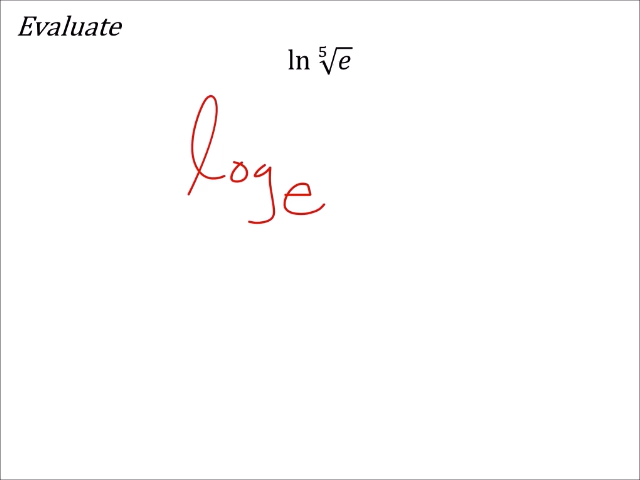 Evaluate
ln ⁵√e
logₑ